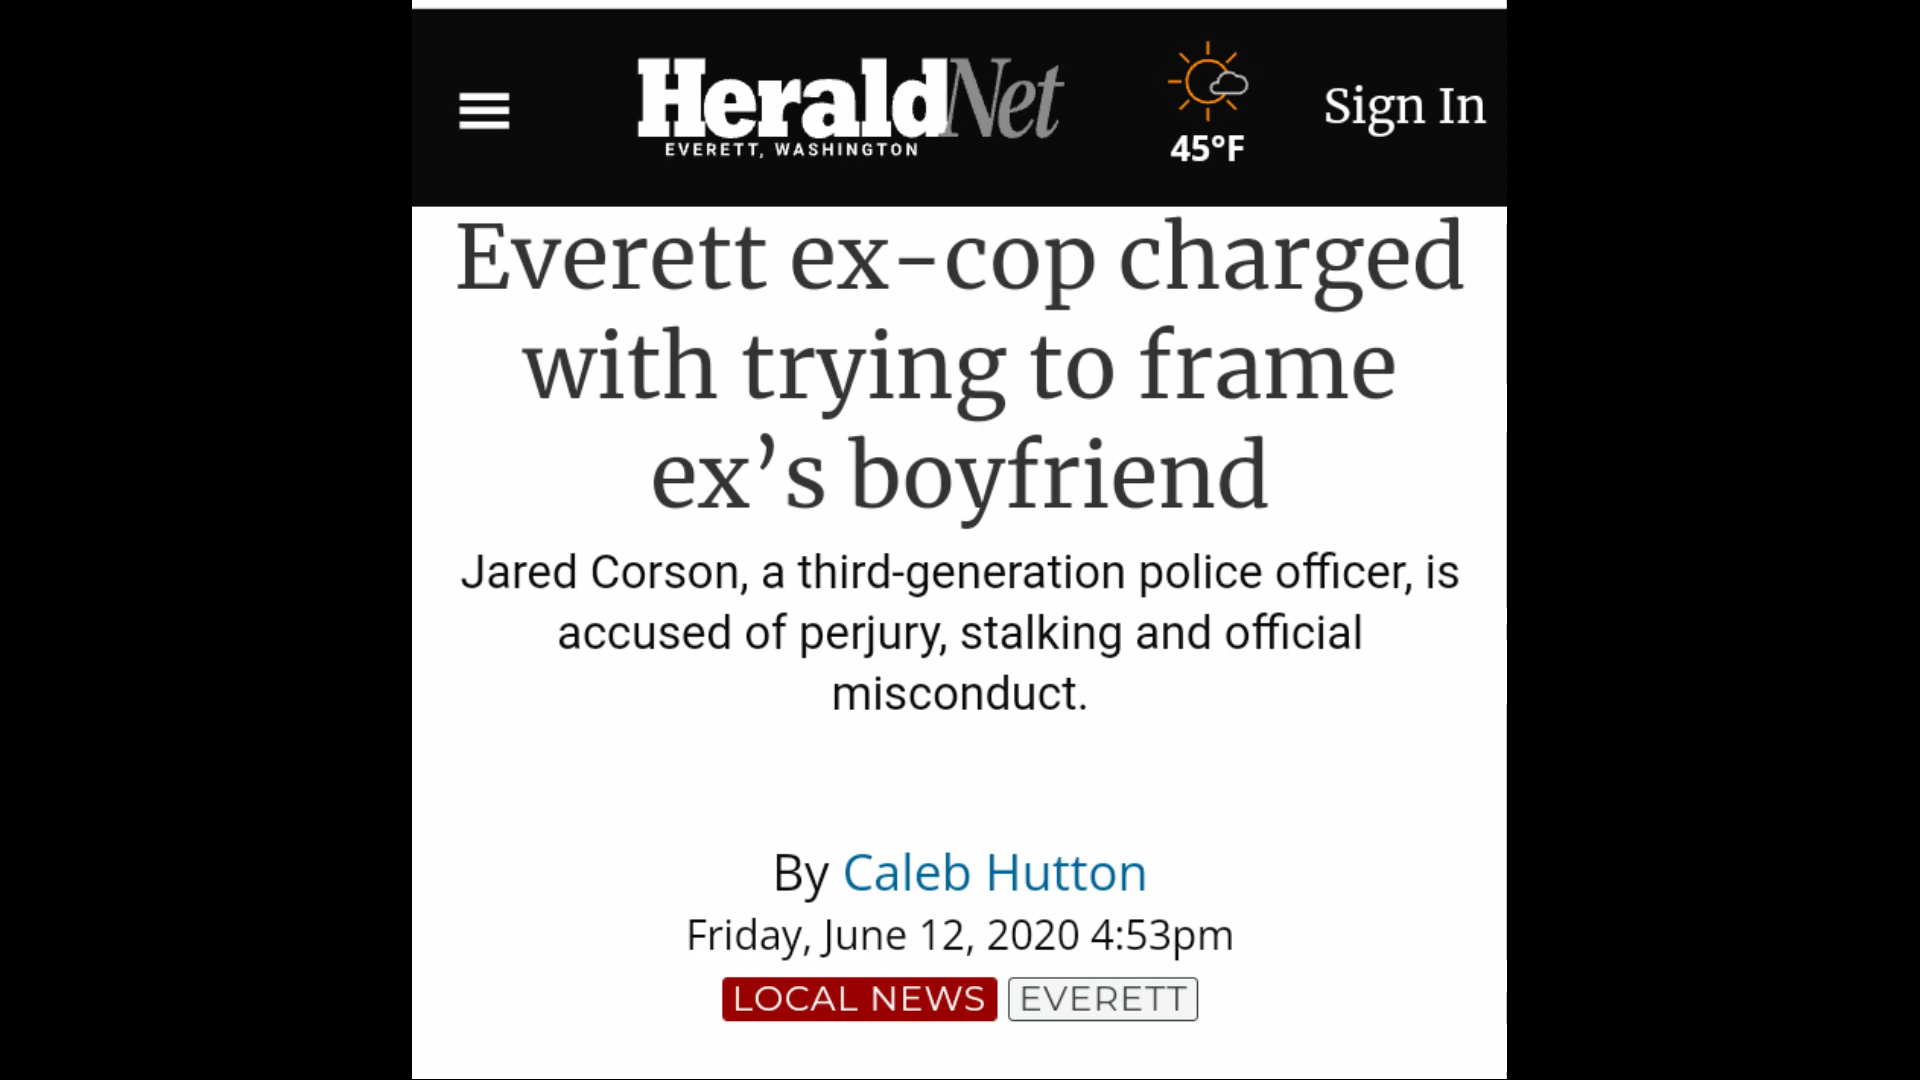 HeraldNet
EVERETT, WASHINGTON
45°F
Sign In
Everett ex-cop charged
with trying to frame
ex’s boyfriend
Jared Corson, a third-generation police officer, is
accused of perjury, stalking and official
misconduct.
By Caleb Hutton
Friday, June 12, 2020 4:53pm
LOCAL NEWS EVERETT